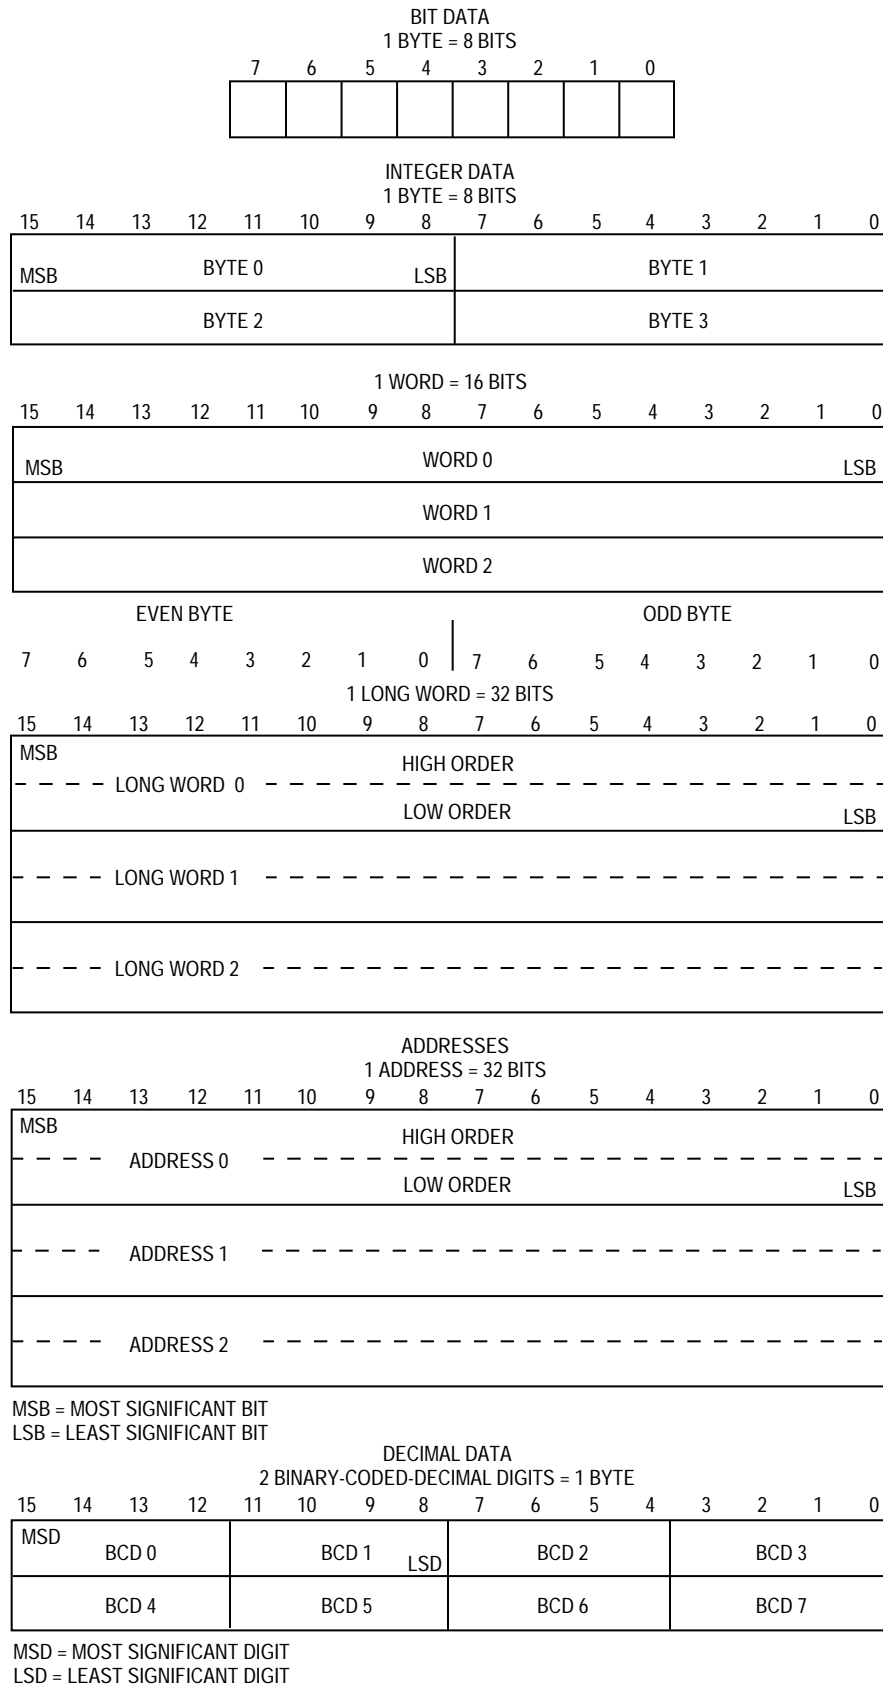 BIT DATA
1 BYTE = 8 BITS
7 6 5 4 3 2 1 0
INTEGER DATA
1 BYTE = 8 BITS
15 14 13 12 11 10 9 8 7 6 5 4 3 2 1 0
MSB BYTE 0 LSB BYTE 1
BYTE 2 BYTE 3
1 WORD = 16 BITS
15 14 13 12 11 10 9 8 7 6 5 4 3 2 1 0
MSB WORD 0 LSB
WORD 1
WORD 2
EVEN BYTE ODD BYTE
7 6 5 4 3 2 1 0 7 6 5 4 3 2 1 0
1 LONG WORD = 32 BITS
15 14 13 12 11 10 9 8 7 6 5 4 3 2 1 0
MSB HIGH ORDER
LONG WORD 0
LOW ORDER LSB
LONG WORD 1
LONG WORD 2
ADDRESSES
1 ADDRESS = 32 BITS
15 14 13 12 11 10 9 8 7 6 5 4 3 2 1 0
MSB HIGH ORDER
ADDRESS 0
LOW ORDER LSB
ADDRESS 1
ADDRESS 2
MSB = MOST SIGNIFICANT BIT
LSB = LEAST SIGNIFICANT BIT
DECIMAL DATA
2 BINARY-CODED-DECIMAL DIGITS = 1 BYTE
15 14 13 12 11 10 9 8 7 6 5 4 3 2 1 0
MSD BCD 0 BCD 1 LSD BCD 2 BCD 3
BCD 4 BCD 5 BCD 6 BCD 7
MSD = MOST SIGNIFICANT DIGIT
LSD = LEAST SIGNIFICANT DIGIT